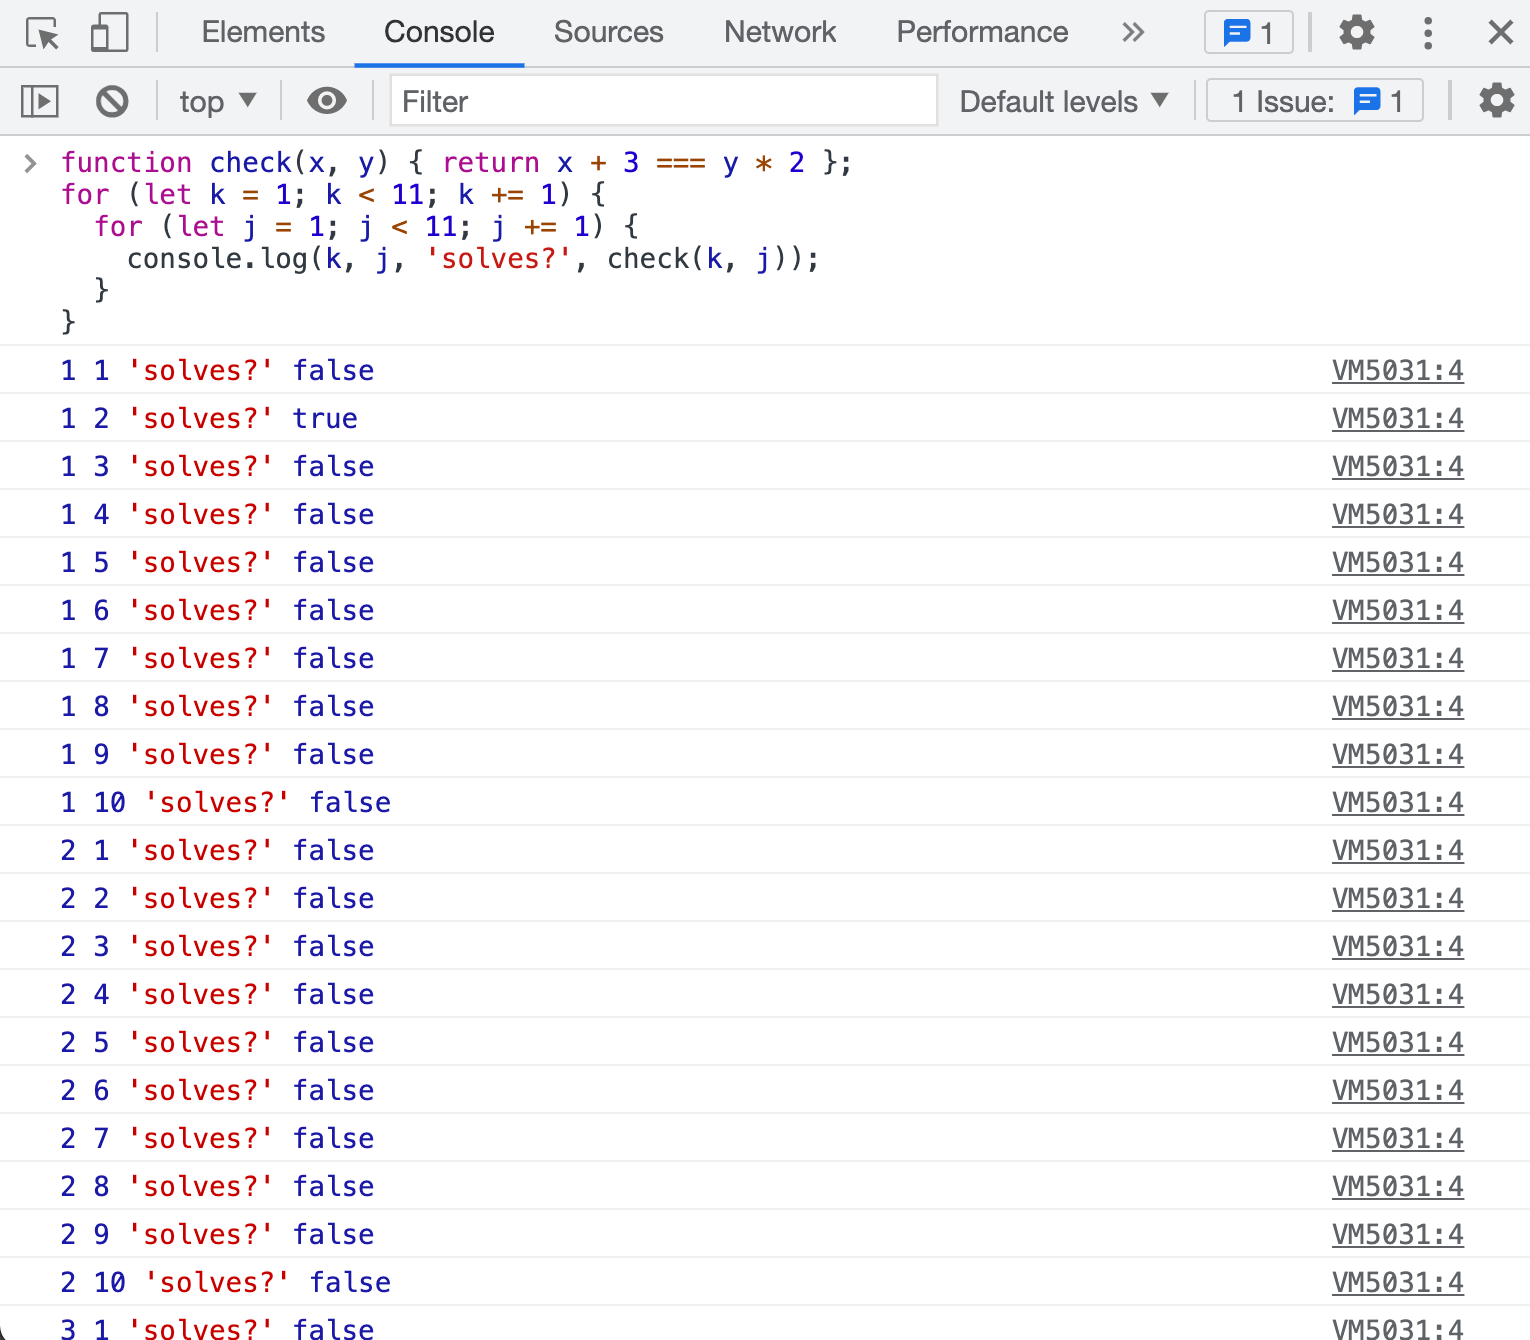 Elements Console Sources Network Performance 1
top Filter Default levels 1 Issue: 1
function check(x, y) { return x + 3 === y * 2 };
for (let k = 1; k < 11; k += 1) {
  for (let j = 1; j < 11; j += 1) {
    console.log(k, j, 'solves?', check(k, j));
  }
}
1 1 'solves?' false VM5031:4
1 2 'solves?' true VM5031:4
1 3 'solves?' false VM5031:4
1 4 'solves?' false VM5031:4
1 5 'solves?' false VM5031:4
1 6 'solves?' false VM5031:4
1 7 'solves?' false VM5031:4
1 8 'solves?' false VM5031:4
1 9 'solves?' false VM5031:4
1 10 'solves?' false VM5031:4
2 1 'solves?' false VM5031:4
2 2 'solves?' false VM5031:4
2 3 'solves?' false VM5031:4
2 4 'solves?' false VM5031:4
2 5 'solves?' false VM5031:4
2 6 'solves?' false VM5031:4
2 7 'solves?' false VM5031:4
2 8 'solves?' false VM5031:4
2 9 'solves?' false VM5031:4
2 10 'solves?' false VM5031:4
3 1 'solves?' false VM5031:4